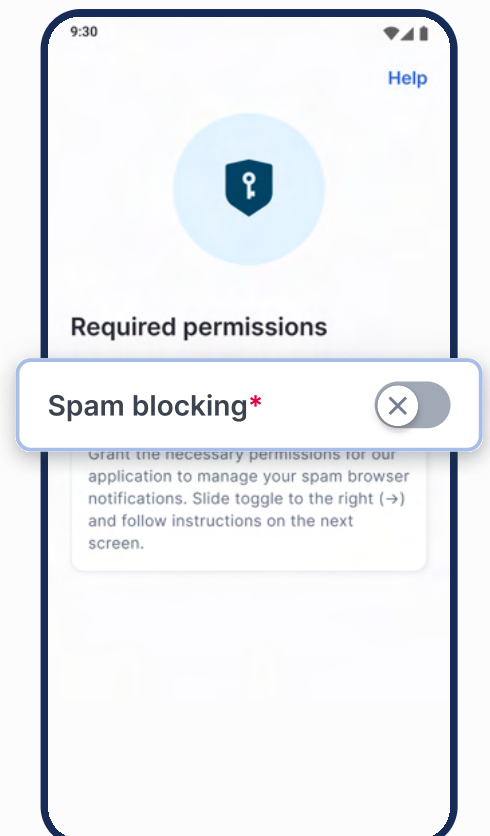 9:30
Help
Required permissions
Spam blocking*
Grant the necessary permissions for our
application to manage your spam browser
notifications. Slide toggle to the right (→)
and follow instructions on the next
screen.